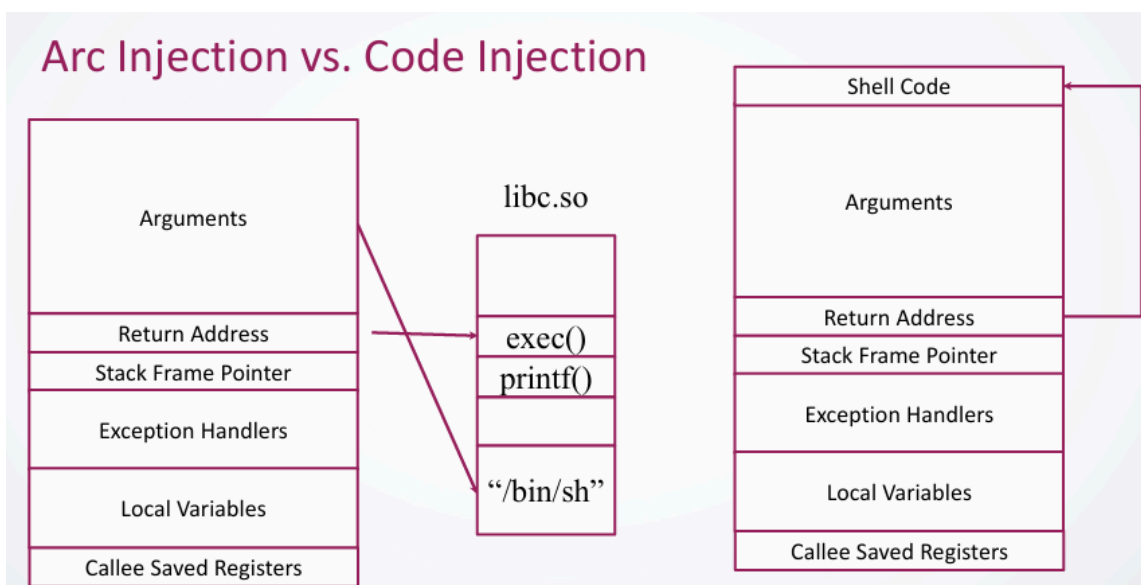 Arc Injection vs. Code Injection
Arguments
Return Address
Stack Frame Pointer
Exception Handlers
Local Variables
Callee Saved Registers
libc.so
exec()
printf()
“/bin/sh”
Shell Code
Arguments
Return Address
Stack Frame Pointer
Exception Handlers
Local Variables
Callee Saved Registers